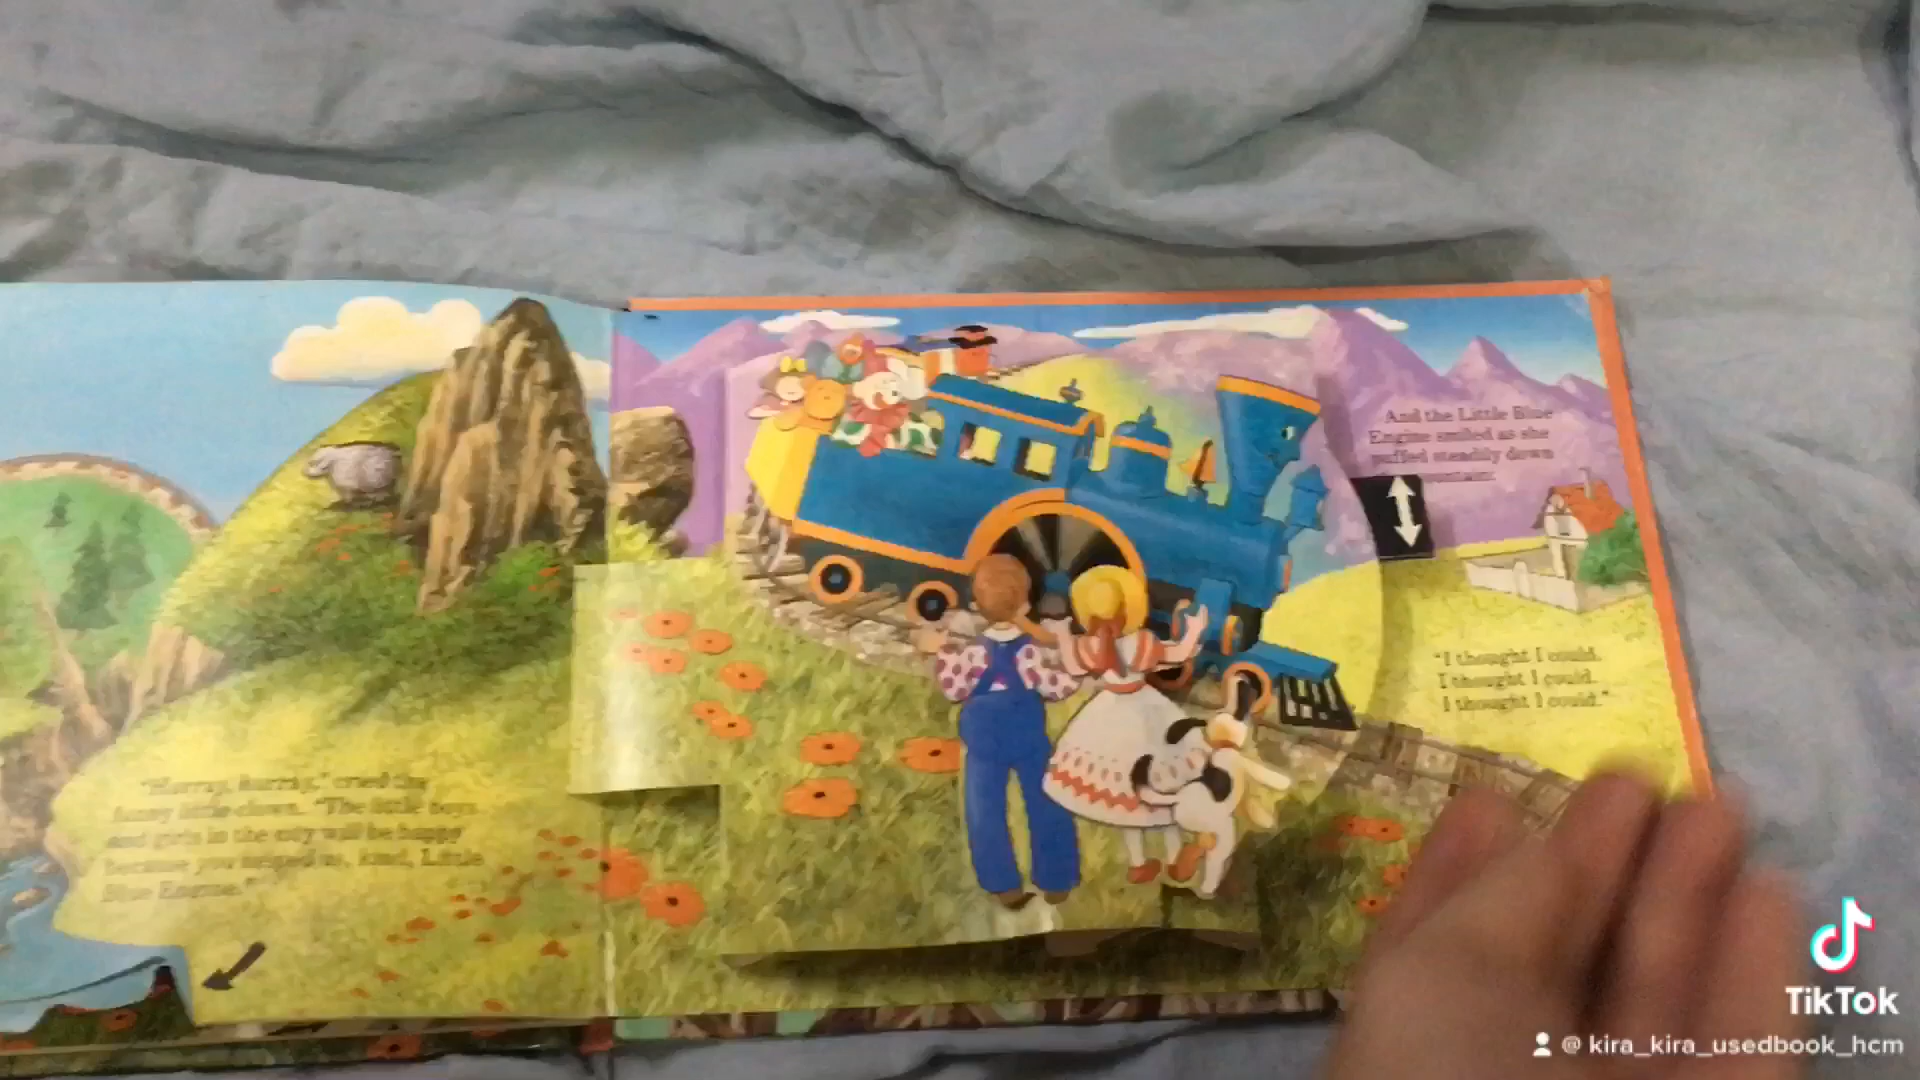 "Hurray, hurray," cried the
funny little clown. "The little boys
and girls in the city will be happy
because you helped us, kind, Little
Blue Engine."
And the Little Blue
Engine smiled as she
puffed steadily down
mountain.
"I thought I could.
I thought I could.
I thought I could."
TikTok
@ kira_kira_usedbook_hcm